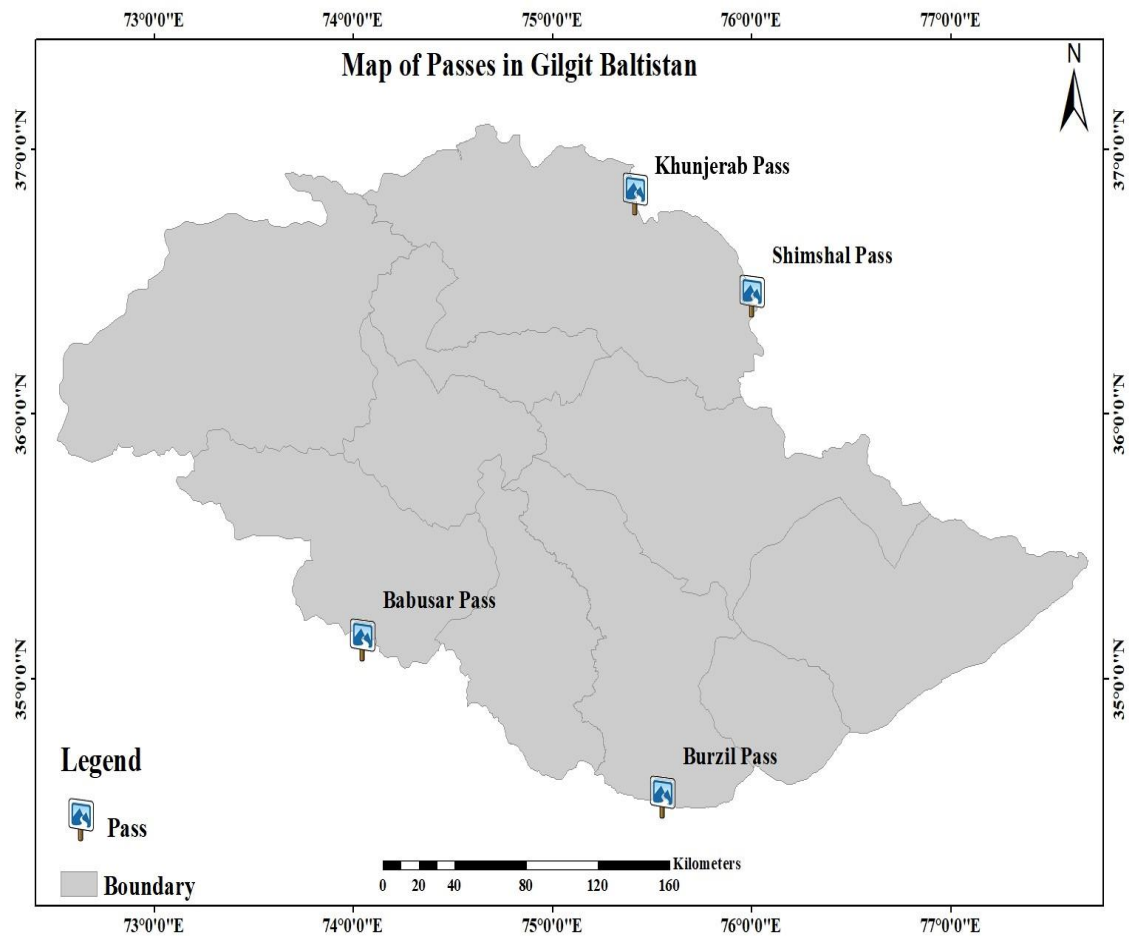 73°0'0"E 74°0'0"E 75°0'0"E 76°0'0"E 77°0'0"E
Map of Passes in Gilgit Baltistan
N
37°0'0"N
37°0'0"N
Khunjerab Pass
Shimshal Pass
36°0'0"N
36°0'0"N
Babusar Pass
35°0'0"N
35°0'0"N
Burzil Pass
Legend
Pass
Boundary
Kilometers
0 20 40 80 120 160
73°0'0"E 74°0'0"E 75°0'0"E 76°0'0"E 77°0'0"E